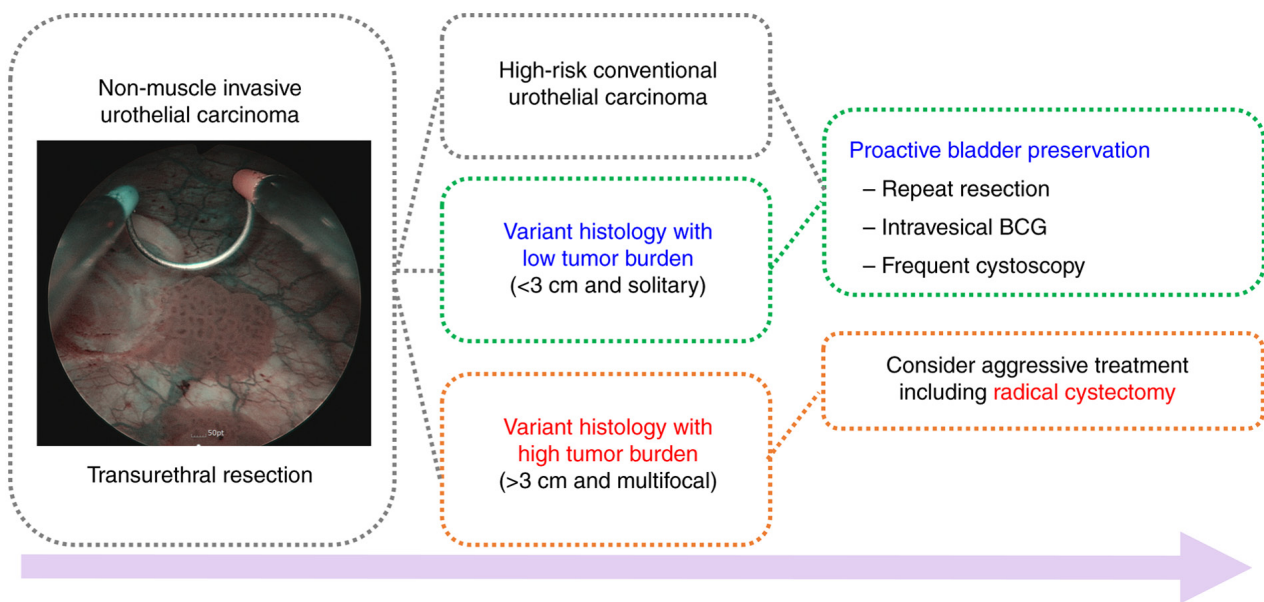 Non-muscle invasive
urothelial carcinoma
50pt
Transurethral resection
High-risk conventional
urothelial carcinoma
Variant histology with
low tumor burden
(<3 cm and solitary)
Variant histology with
high tumor burden
(>3 cm and multifocal)
Proactive bladder preservation
– Repeat resection
– Intravesical BCG
– Frequent cystoscopy
Consider aggressive treatment
including radical cystectomy